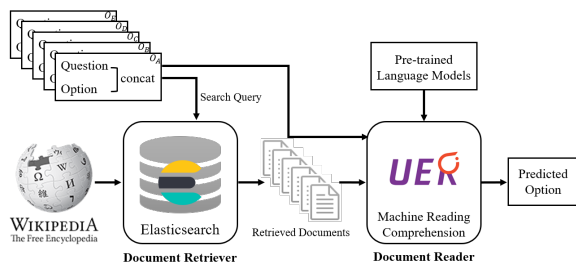 O_E
O_D
O_C
O_B
O_A
Question
Option
concat
Search Query
Pre-trained
Language Models
Ω
W
И
WIKIPEDIA
The Free Encyclopedia
Elasticsearch
Document Retriever
Retrieved Documents
UER
Machine Reading
Comprehension
Document Reader
Predicted
Option